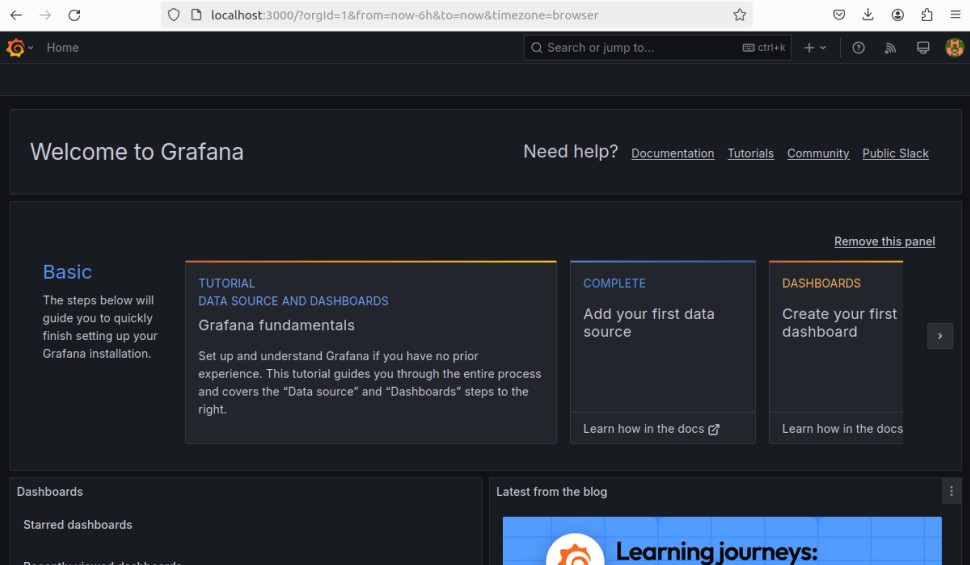 localhost:3000/?orgId=1&from=now-6h&to=now&timezone=browser
Home
Search or jump to...
ctrl+k
Welcome to Grafana
Need help?
Documentation
Tutorials
Community
Public Slack
Remove this panel
Basic
The steps below will
guide you to quickly
finish setting up your
Grafana installation.
TUTORIAL
DATA SOURCE AND DASHBOARDS
Grafana fundamentals
Set up and understand Grafana if you have no prior
experience. This tutorial guides you through the entire process
and covers the “Data source” and “Dashboards” steps to the
right.
COMPLETE
Add your first data
source
Learn how in the docs
DASHBOARDS
Create your first
dashboard
Learn how in the docs
Dashboards
Starred dashboards
Recently viewed dashboards
Latest from the blog
Learning journeys: